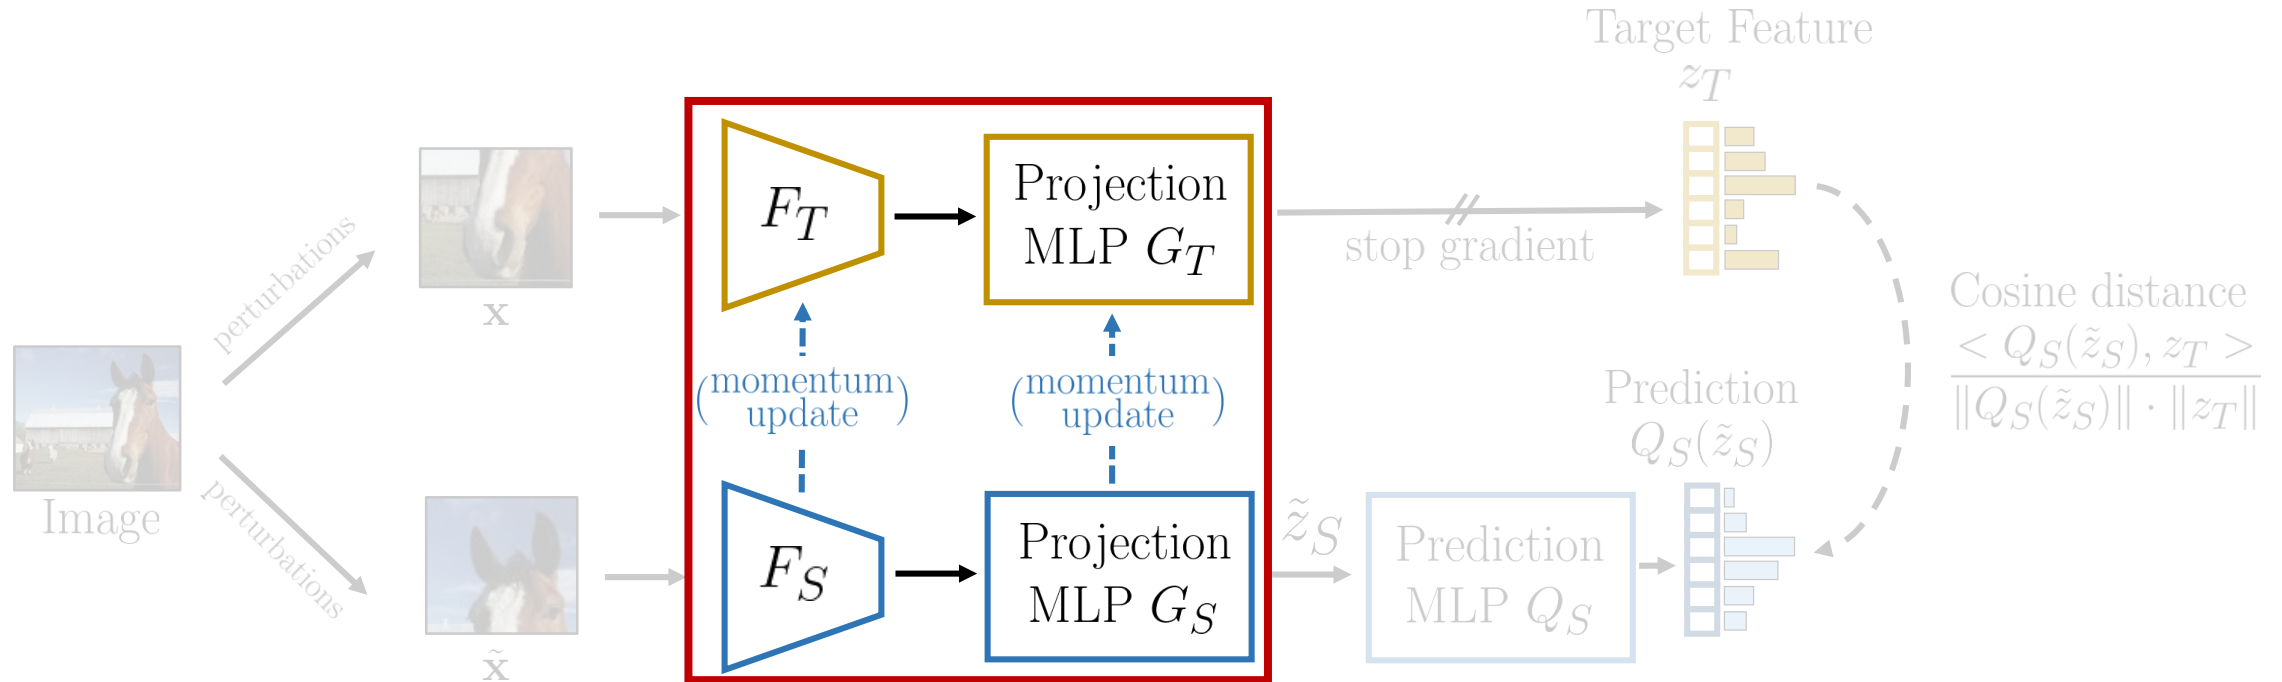 Target Feature
z_T
F_T
Projection
MLP G_T
stop gradient
perturbations
x
Image
perturbations
(momentum update)
(momentum update)
Cosine distance
< Q_S(z̃_S), z_T >
‖Q_S(z̃_S)‖ · ‖z_T‖
Prediction
Q_S(z̃_S)
F_S
Projection
MLP G_S
z̃_S
Prediction
MLP Q_S
x̃